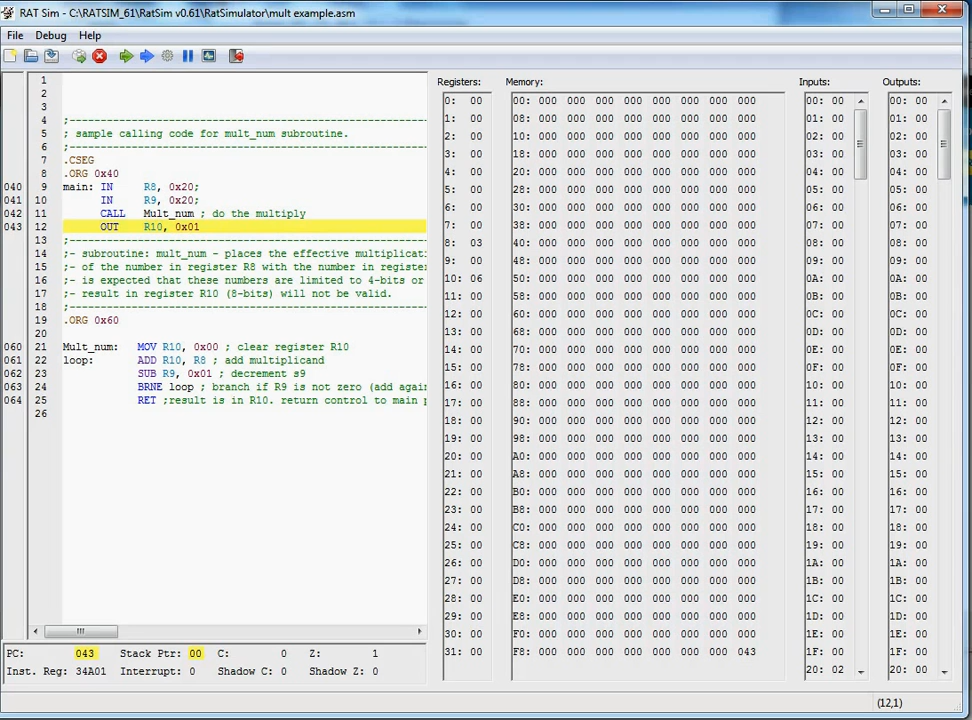 RAT Sim - C:\RATSIM_61\RatSim v0.61\RatSimulator\mult example.asm
File Debug Help
1
2
3
4 ;-----------------------------------------------------------------
5 ; sample calling code for mult_num subroutine.
6 ;-----------------------------------------------------------------
7 .CSEG
8 .ORG 0x40
040 9 main: IN R8, 0x20;
041 10 IN R9, 0x20;
042 11 CALL Mult_num ; do the multiply
043 12 OUT R10, 0x01
13 ;-----------------------------------------------------------------
14 ;- subroutine: mult_num - places the effective multiplicati
15 ;- of the number in register R8 with the number in register
16 ;- is expected that these numbers are limited to 4-bits or
17 ;- result in register R10 (8-bits) will not be valid.
18 ;-----------------------------------------------------------------
19 .ORG 0x60
20
060 21 Mult_num: MOV R10, 0x00 ; clear register R10
061 22 loop: ADD R10, R8 ; add multiplicand
062 23 SUB R9, 0x01 ; decrement s9
063 24 BRNE loop ; branch if R9 is not zero (add again
064 25 RET ;result is in R10. return control to main p
26
PC: 043 Stack Ptr: 00 C: 0 Z: 1
Inst. Reg: 34A01 Interrupt: 0 Shadow C: 0 Shadow Z: 0
Registers:
0: 00
1: 00
2: 00
3: 00
4: 00
5: 00
6: 00
7: 00
8: 03
9: 00
10: 06
11: 00
12: 00
13: 00
14: 00
15: 00
16: 00
17: 00
18: 00
19: 00
20: 00
21: 00
22: 00
23: 00
24: 00
25: 00
26: 00
27: 00
28: 00
29: 00
30: 00
31: 00
Memory:
00: 000 000 000 000 000 000 000 000
08: 000 000 000 000 000 000 000 000
10: 000 000 000 000 000 000 000 000
18: 000 000 000 000 000 000 000 000
20: 000 000 000 000 000 000 000 000
28: 000 000 000 000 000 000 000 000
30: 000 000 000 000 000 000 000 000
38: 000 000 000 000 000 000 000 000
40: 000 000 000 000 000 000 000 000
48: 000 000 000 000 000 000 000 000
50: 000 000 000 000 000 000 000 000
58: 000 000 000 000 000 000 000 000
60: 000 000 000 000 000 000 000 000
68: 000 000 000 000 000 000 000 000
70: 000 000 000 000 000 000 000 000
78: 000 000 000 000 000 000 000 000
80: 000 000 000 000 000 000 000 000
88: 000 000 000 000 000 000 000 000
90: 000 000 000 000 000 000 000 000
98: 000 000 000 000 000 000 000 000
A0: 000 000 000 000 000 000 000 000
A8: 000 000 000 000 000 000 000 000
B0: 000 000 000 000 000 000 000 000
B8: 000 000 000 000 000 000 000 000
C0: 000 000 000 000 000 000 000 000
C8: 000 000 000 000 000 000 000 000
D0: 000 000 000 000 000 000 000 000
D8: 000 000 000 000 000 000 000 000
E0: 000 000 000 000 000 000 000 000
E8: 000 000 000 000 000 000 000 000
F0: 000 000 000 000 000 000 000 000
F8: 000 000 000 000 000 000 000 043
Inputs:
00: 00
01: 00
02: 00
03: 00
04: 00
05: 00
06: 00
07: 00
08: 00
09: 00
0A: 00
0B: 00
0C: 00
0D: 00
0E: 00
0F: 00
10: 00
11: 00
12: 00
13: 00
14: 00
15: 00
16: 00
17: 00
18: 00
19: 00
1A: 00
1B: 00
1C: 00
1D: 00
1E: 00
1F: 00
20: 02
Outputs:
00: 00
01: 00
02: 00
03: 00
04: 00
05: 00
06: 00
07: 00
08: 00
09: 00
0A: 00
0B: 00
0C: 00
0D: 00
0E: 00
0F: 00
10: 00
11: 00
12: 00
13: 00
14: 00
15: 00
16: 00
17: 00
18: 00
19: 00
1A: 00
1B: 00
1C: 00
1D: 00
1E: 00
1F: 00
20: 00
(12,1)